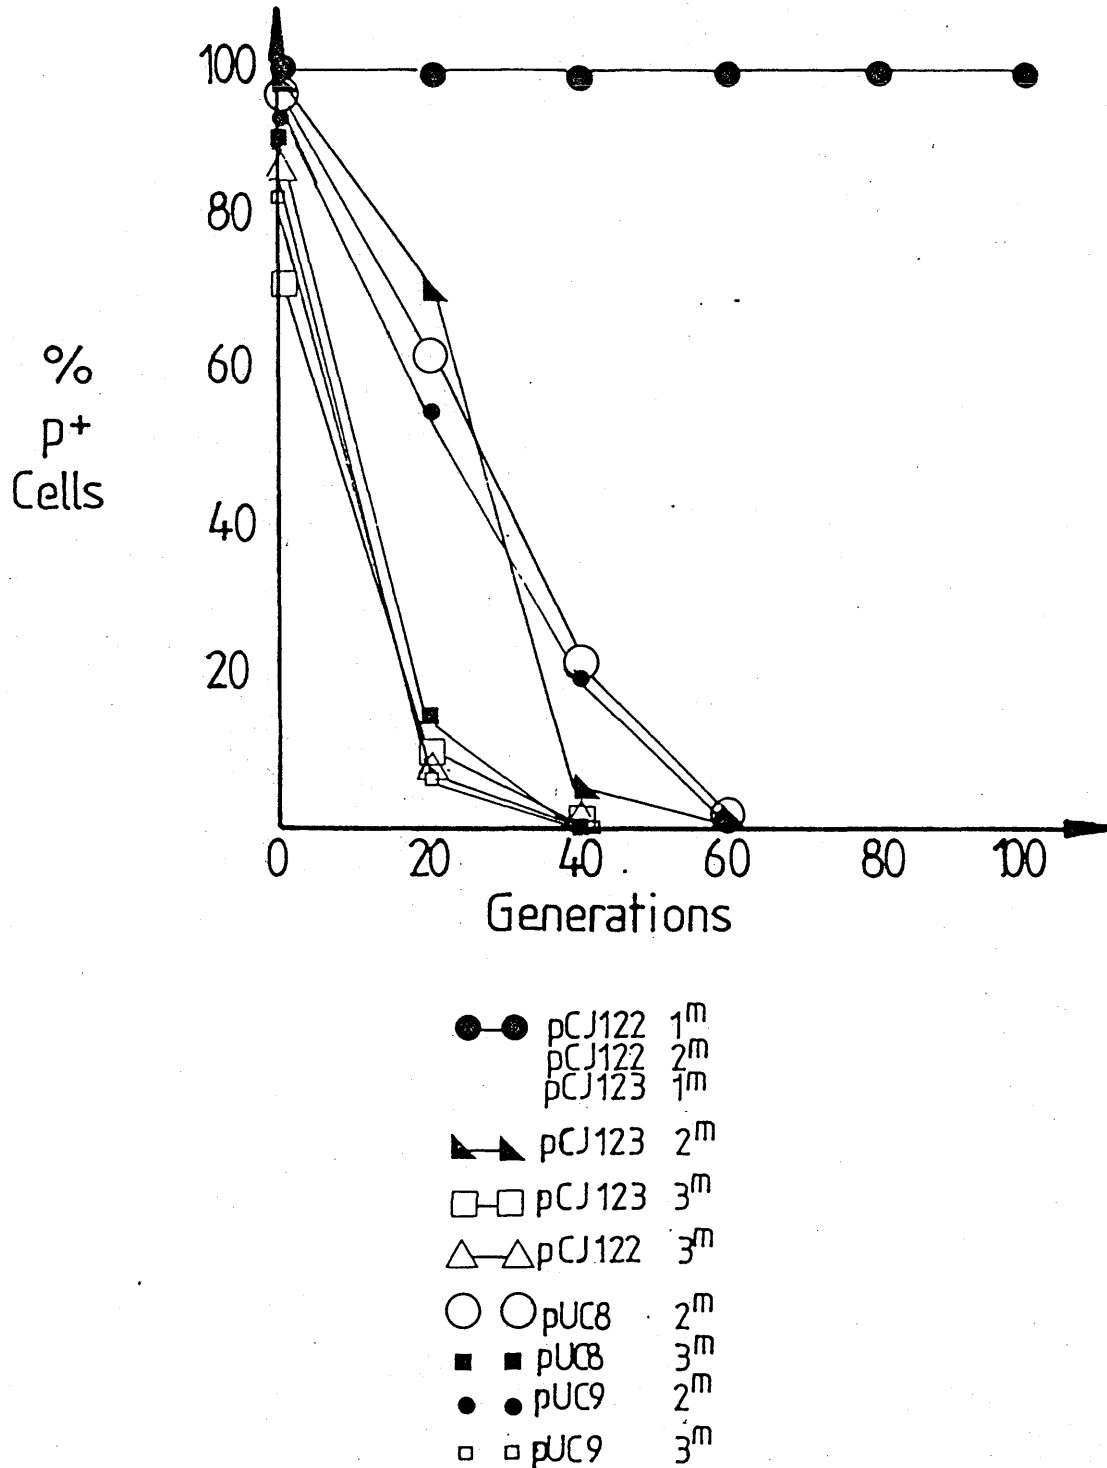 100
80
60
40
20
%
p+
Cells
0 20 40 60 80 100
Generations
pCJ122 1m
pCJ122 2m
pCJ123 1m
pCJ123 2m
pCJ123 3m
pCJ122 3m
pUC8 2m
pUC8 3m
pUC9 2m
pUC9 3m